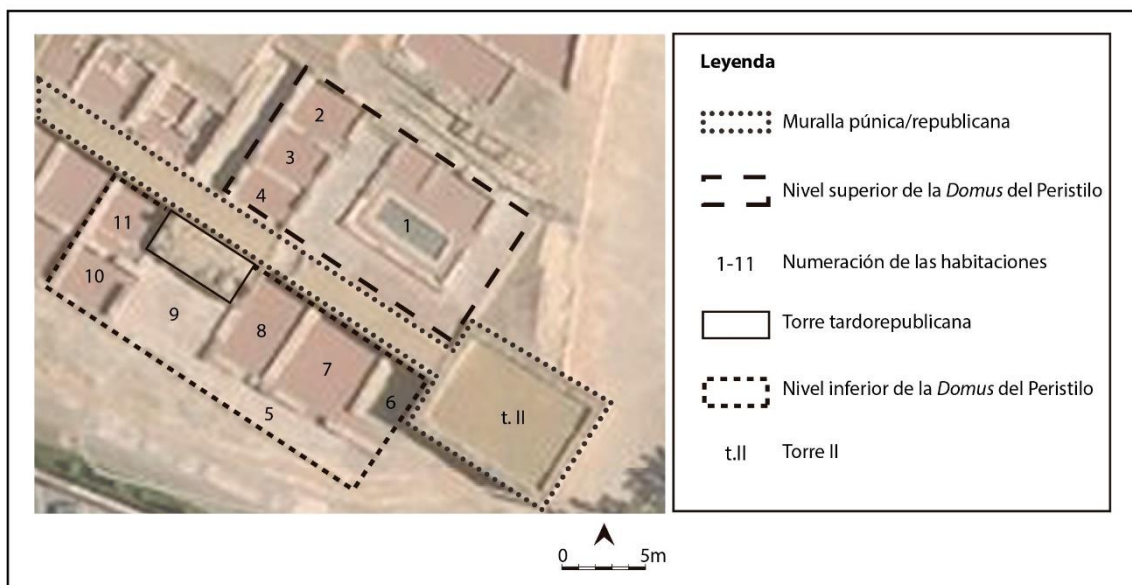 2
3
4
1
11
10
9
8
7
6
5
t. II
Leyenda
Muralla púnica/republicana
Nivel superior de la Domus del Peristilo
1-11 Numeración de las habitaciones
Torre tardorepublicana
Nivel inferior de la Domus del Peristilo
t.II Torre II
0 5m